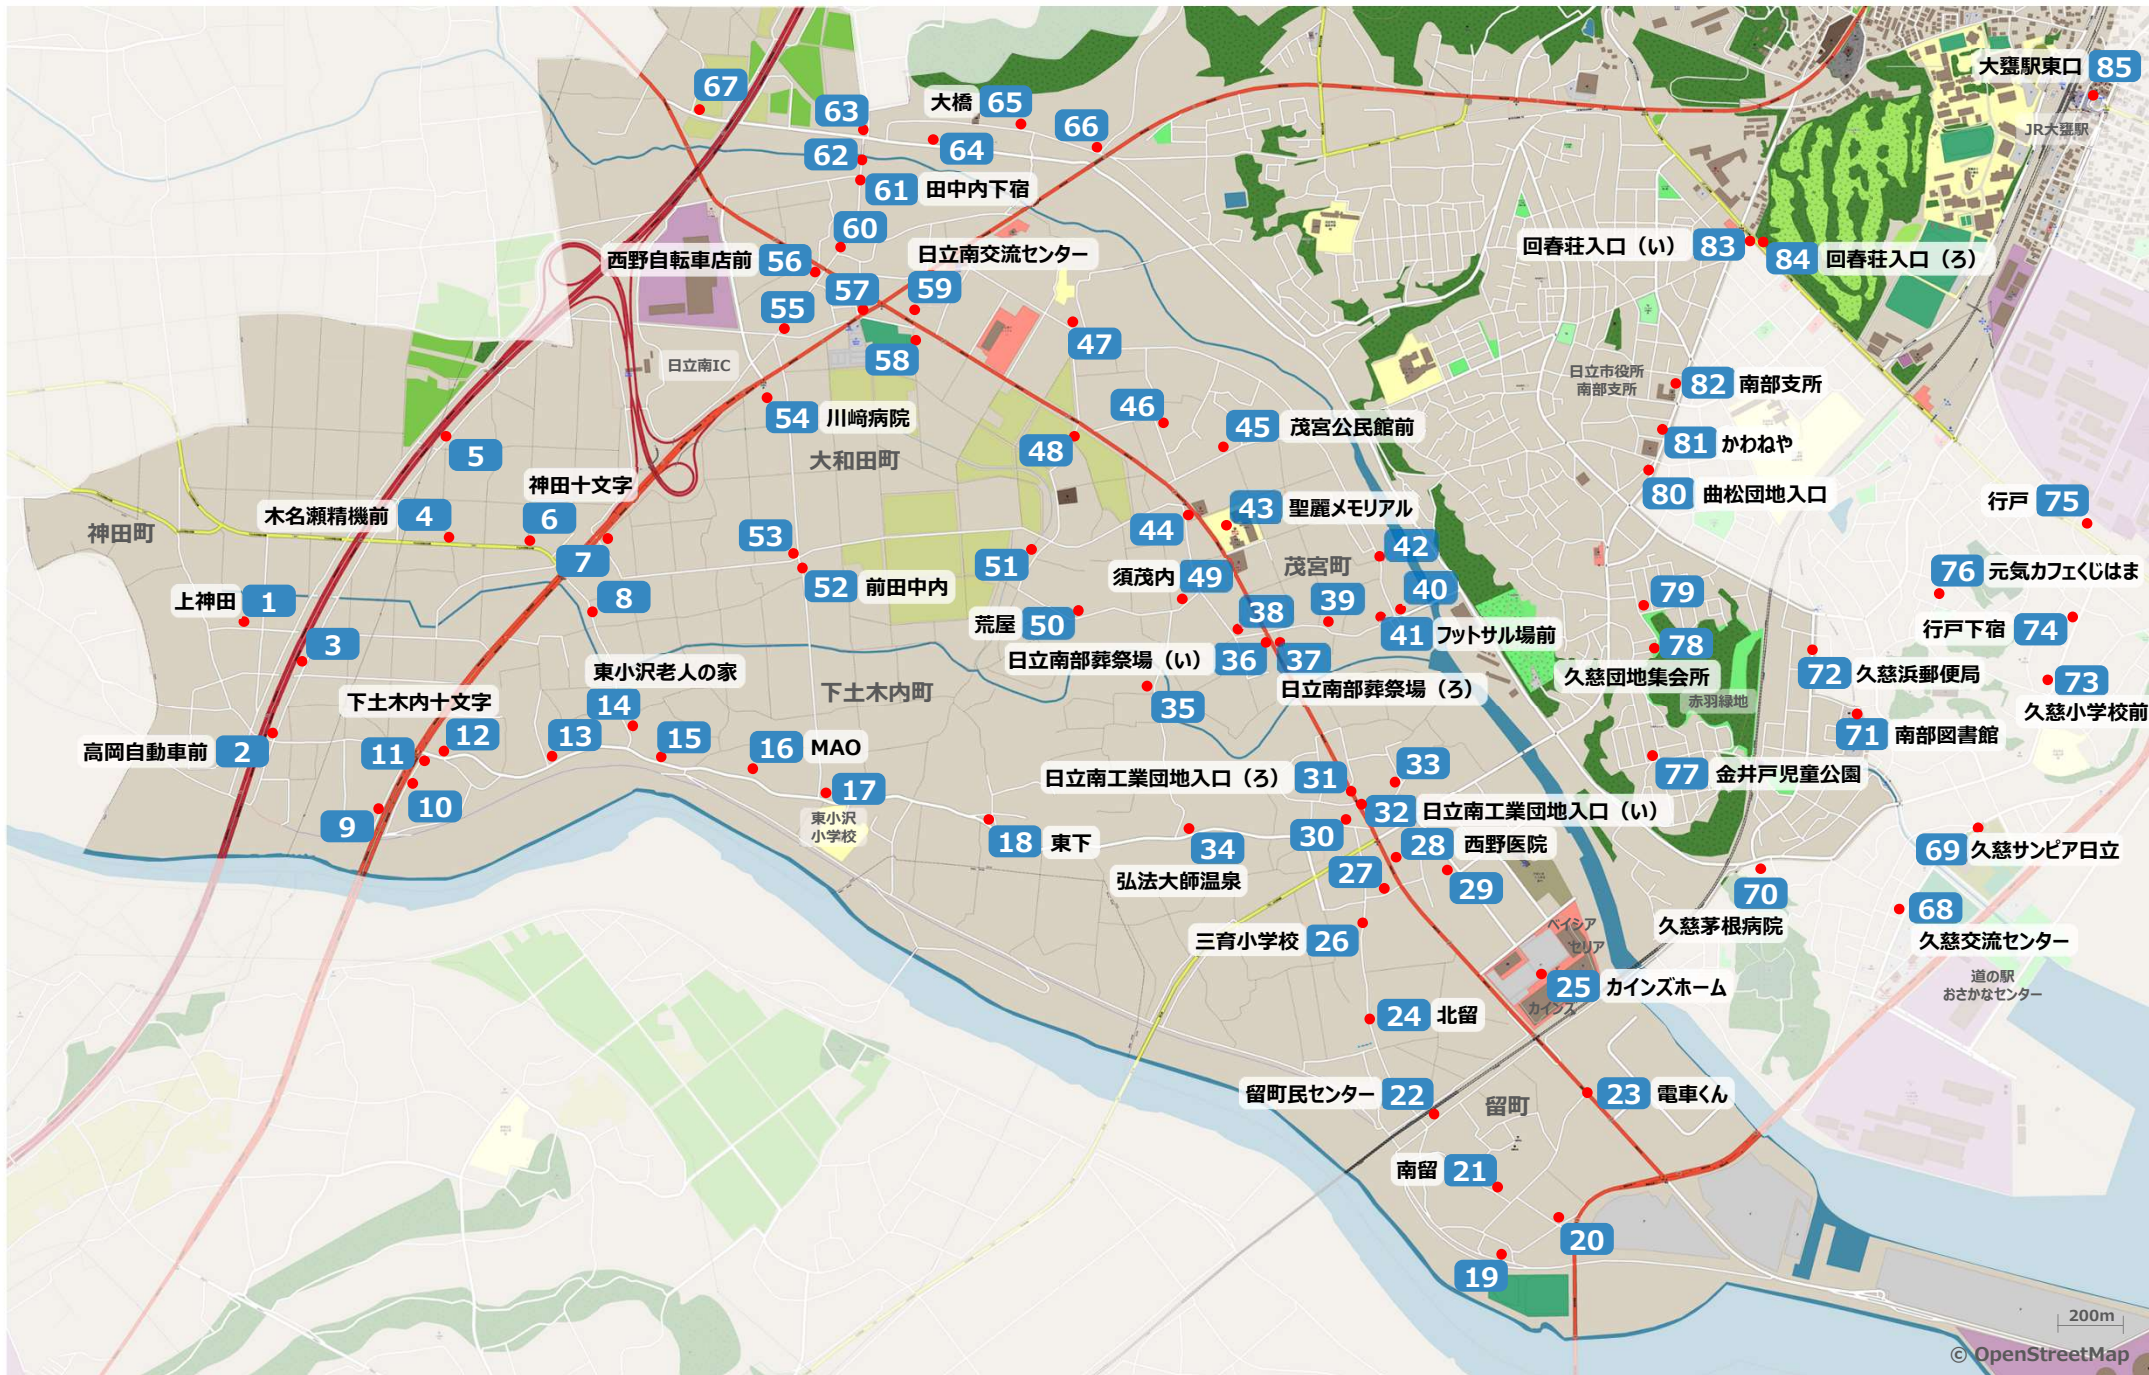 67
63
大橋 65
大甕駅東口 85
JR大甕駅
62
64
66
61 田中内下宿
60
西野自転車店前 56
日立南交流センター
回春荘入口（い） 83
84 回春荘入口（ろ）
57
59
55
58
47
日立南IC
日立市役所
南部支所
82 南部支所
54 川﨑病院
46
45 茂宮公民館前
81 かわねや
5
48
大和田町
神田十文字
80 曲松団地入口
行戸 75
木名瀬精機前 4
6
44
43 聖麗メモリアル
神田町
53
51
42
7
茂宮町
52 前田中内
須茂内 49
76 元気カフェくじはま
上神田 1
8
40
79
荒屋 50
38
39
行戸下宿 74
3
41 フットサル場前
東小沢老人の家
日立南部葬祭場（い） 36
37
78
久慈団地集会所
72 久慈浜郵便局
下土木内町
日立南部葬祭場（ろ）
73
下土木内十文字
14
35
赤羽緑地
久慈小学校前
高岡自動車前 2
11
12
13
15
16 MAO
71 南部図書館
日立南工業団地入口（ろ） 31
33
77 金井戸児童公園
17
9
10
東小沢
小学校
32 日立南工業団地入口（い）
30
18 東下
34
28 西野医院
69 久慈サンピア日立
弘法大師温泉
27
29
70
久慈茅根病院
68
久慈交流センター
三育小学校 26
ベイシア
セリア
25 カインズホーム
カインズ
道の駅
おさかなセンター
24 北留
留町民センター 22
23 電車くん
留町
南留 21
20
19
200m
© OpenStreetMap